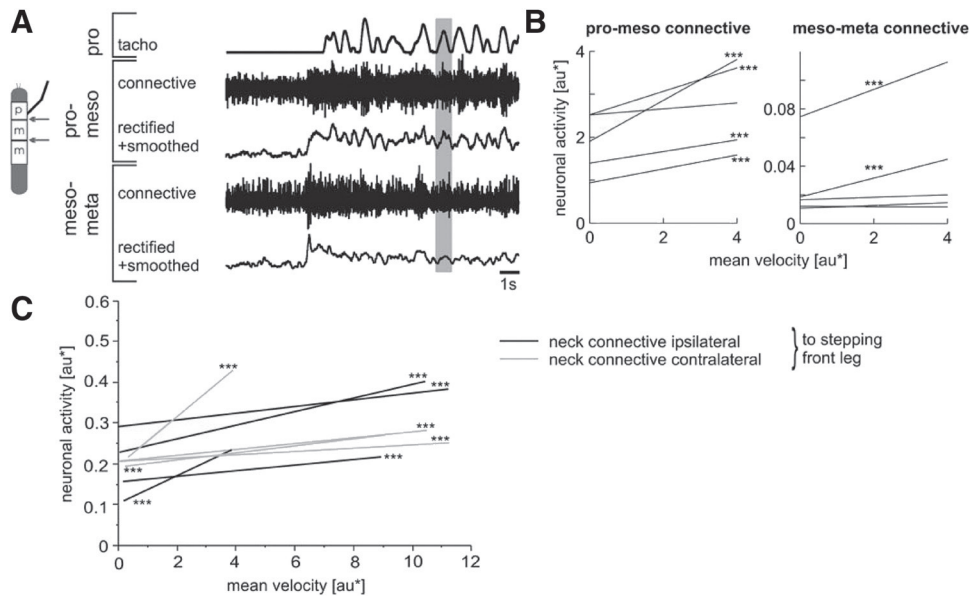 A
pro
tacho
pro-
meso
connective
rectified
+smoothed
meso-
meta
connective
rectified
+smoothed
1s
p
m
m
B
pro-meso connective
meso-meta connective
neuronal activity [au*]
4
2
0
***
***
***
***
0
2
4
0.08
0.04
0
***
***
0
2
4
mean velocity [au*]
C
neuronal activity [au*]
0.6
0.5
0.4
0.3
0.2
0.1
0
***
***
***
***
***
***
***
***
0
2
4
6
8
10
12
mean velocity [au*]
neck connective ipsilateral
neck connective contralateral
} to stepping
front leg